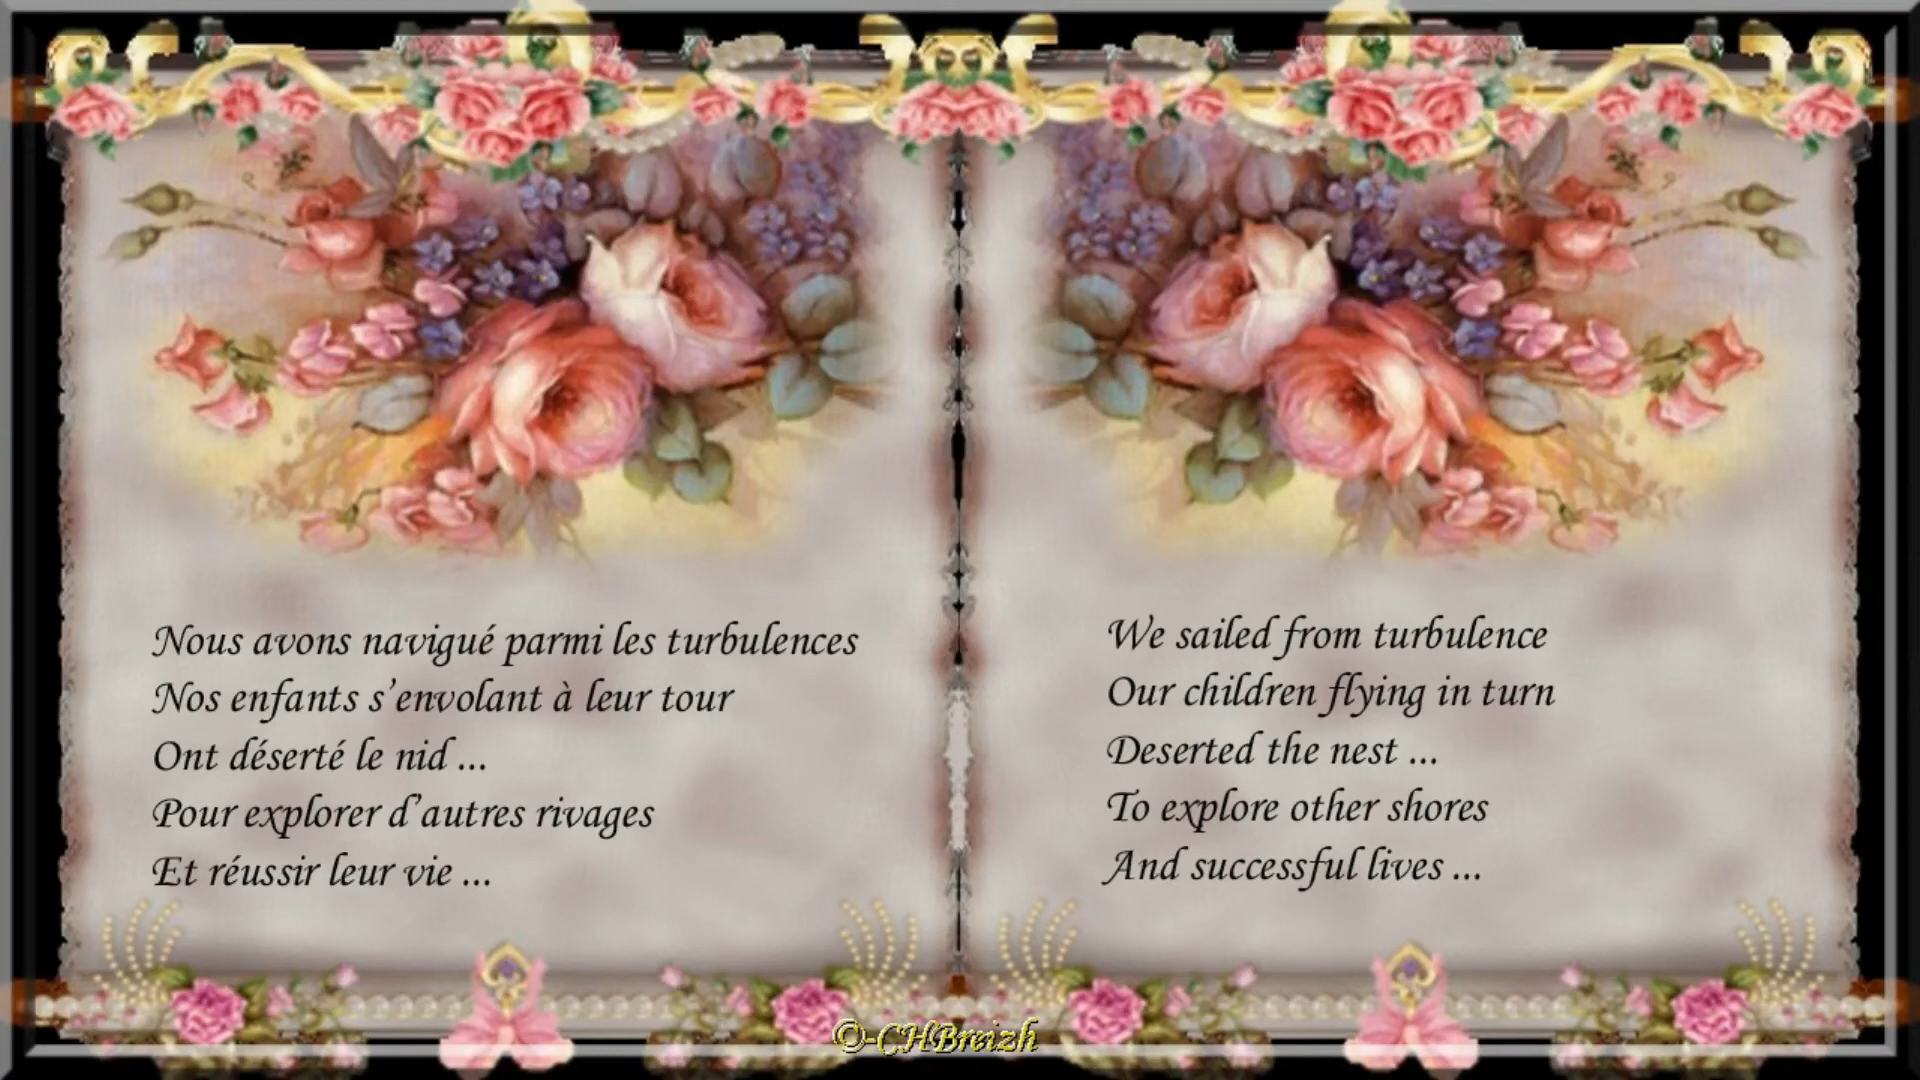 Nous avons navigué parmi les turbulences
Nos enfants s'envolant à leur tour
Ont déserté le nid ...
Pour explorer d'autres rivages
Et réussir leur vie ...
We sailed from turbulence
Our children flying in turn
Deserted the nest ...
To explore other shores
And successful lives ...
©-CHBreizh